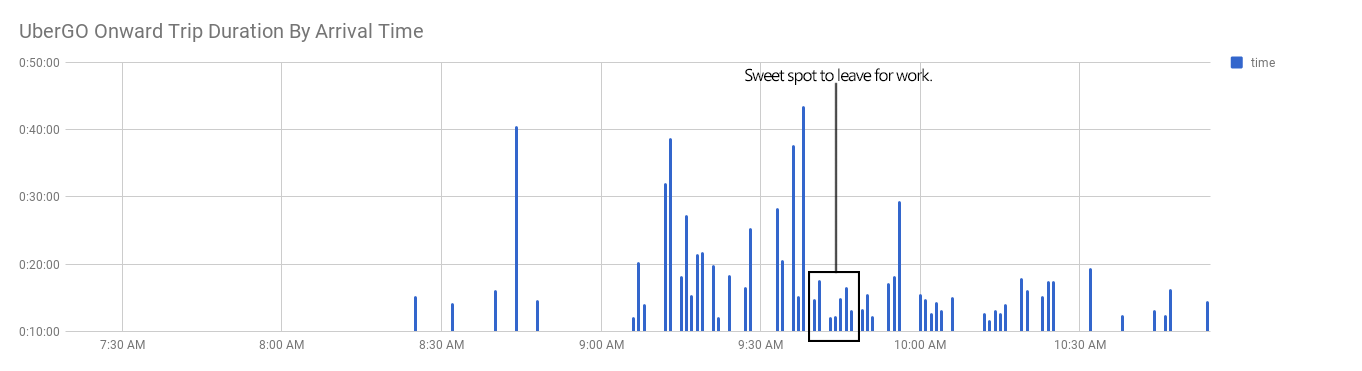 UberGO Onward Trip Duration By Arrival Time
0:50:00
time
Sweet spot to leave for work.
0:40:00
0:30:00
0:20:00
0:10:00
7:30 AM
8:00 AM
8:30 AM
9:00 AM
9:30 AM
10:00 AM
10:30 AM